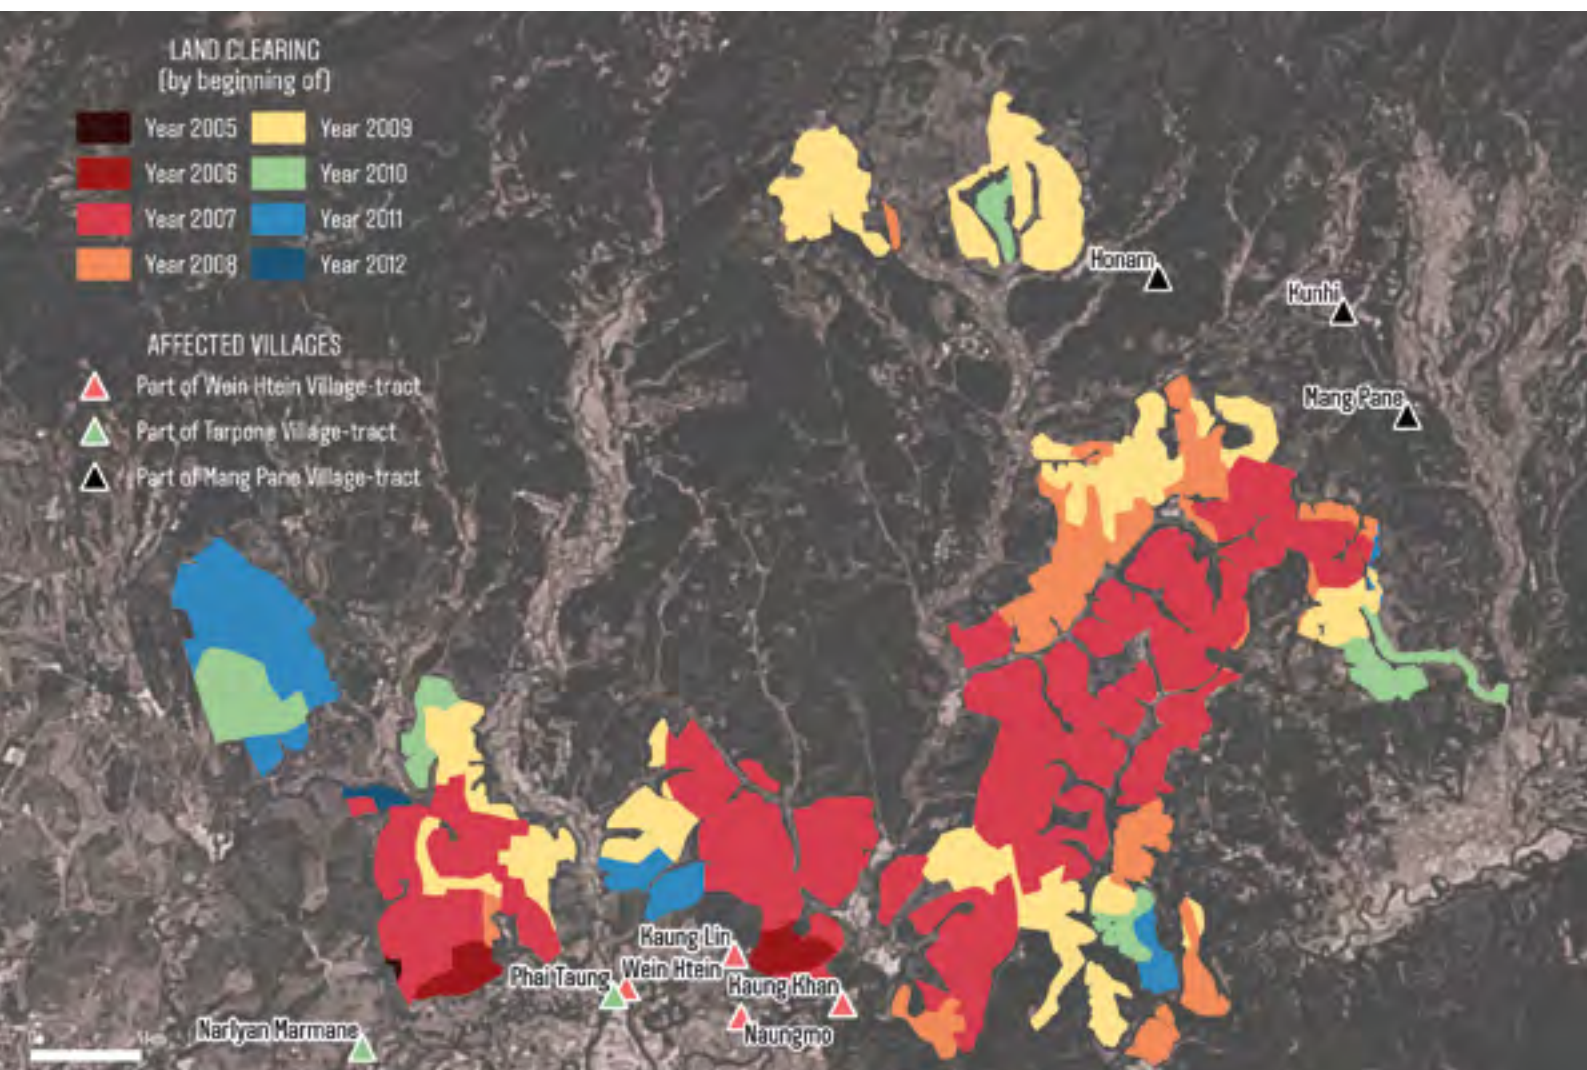 LAND CLEARING
(by beginning of)
Year 2005
Year 2009
Year 2006
Year 2010
Year 2007
Year 2011
Year 2008
Year 2012
AFFECTED VILLAGES
Part of Wein Htein Village-tract
Part of Tarpone Village-tract
Part of Mang Pane Village-tract
Honam
Kunhi
Mang Pane
Kaung Lin
Phai Taung
Wein Htein
Haung Khan
Narlyan Marmane
Naungmo